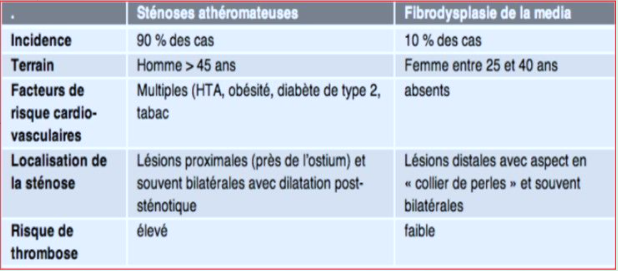 . Sténoses athéromateuses Fibrodysplasie de la media
Incidence 90 % des cas 10 % des cas
Terrain Homme > 45 ans Femme entre 25 et 40 ans
Facteurs de Multiples (HTA, obésité, diabète de type 2, absents
risque cardio- tabac
vasculaires
Localisation de Lésions proximales (près de l'ostium) et Lésions distales avec aspect en
la sténose souvent bilatérales avec dilatation post- « collier de perles » et souvent
sténotique bilatérales
Risque de élevé faible
thrombose